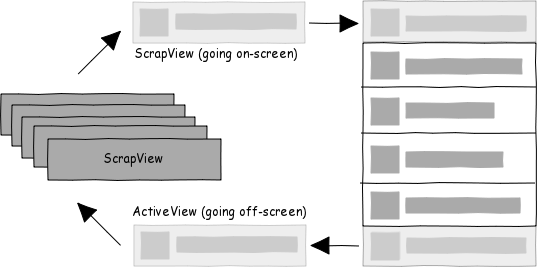 ScrapView (going on-screen)
ScrapView
ActiveView (going off-screen)